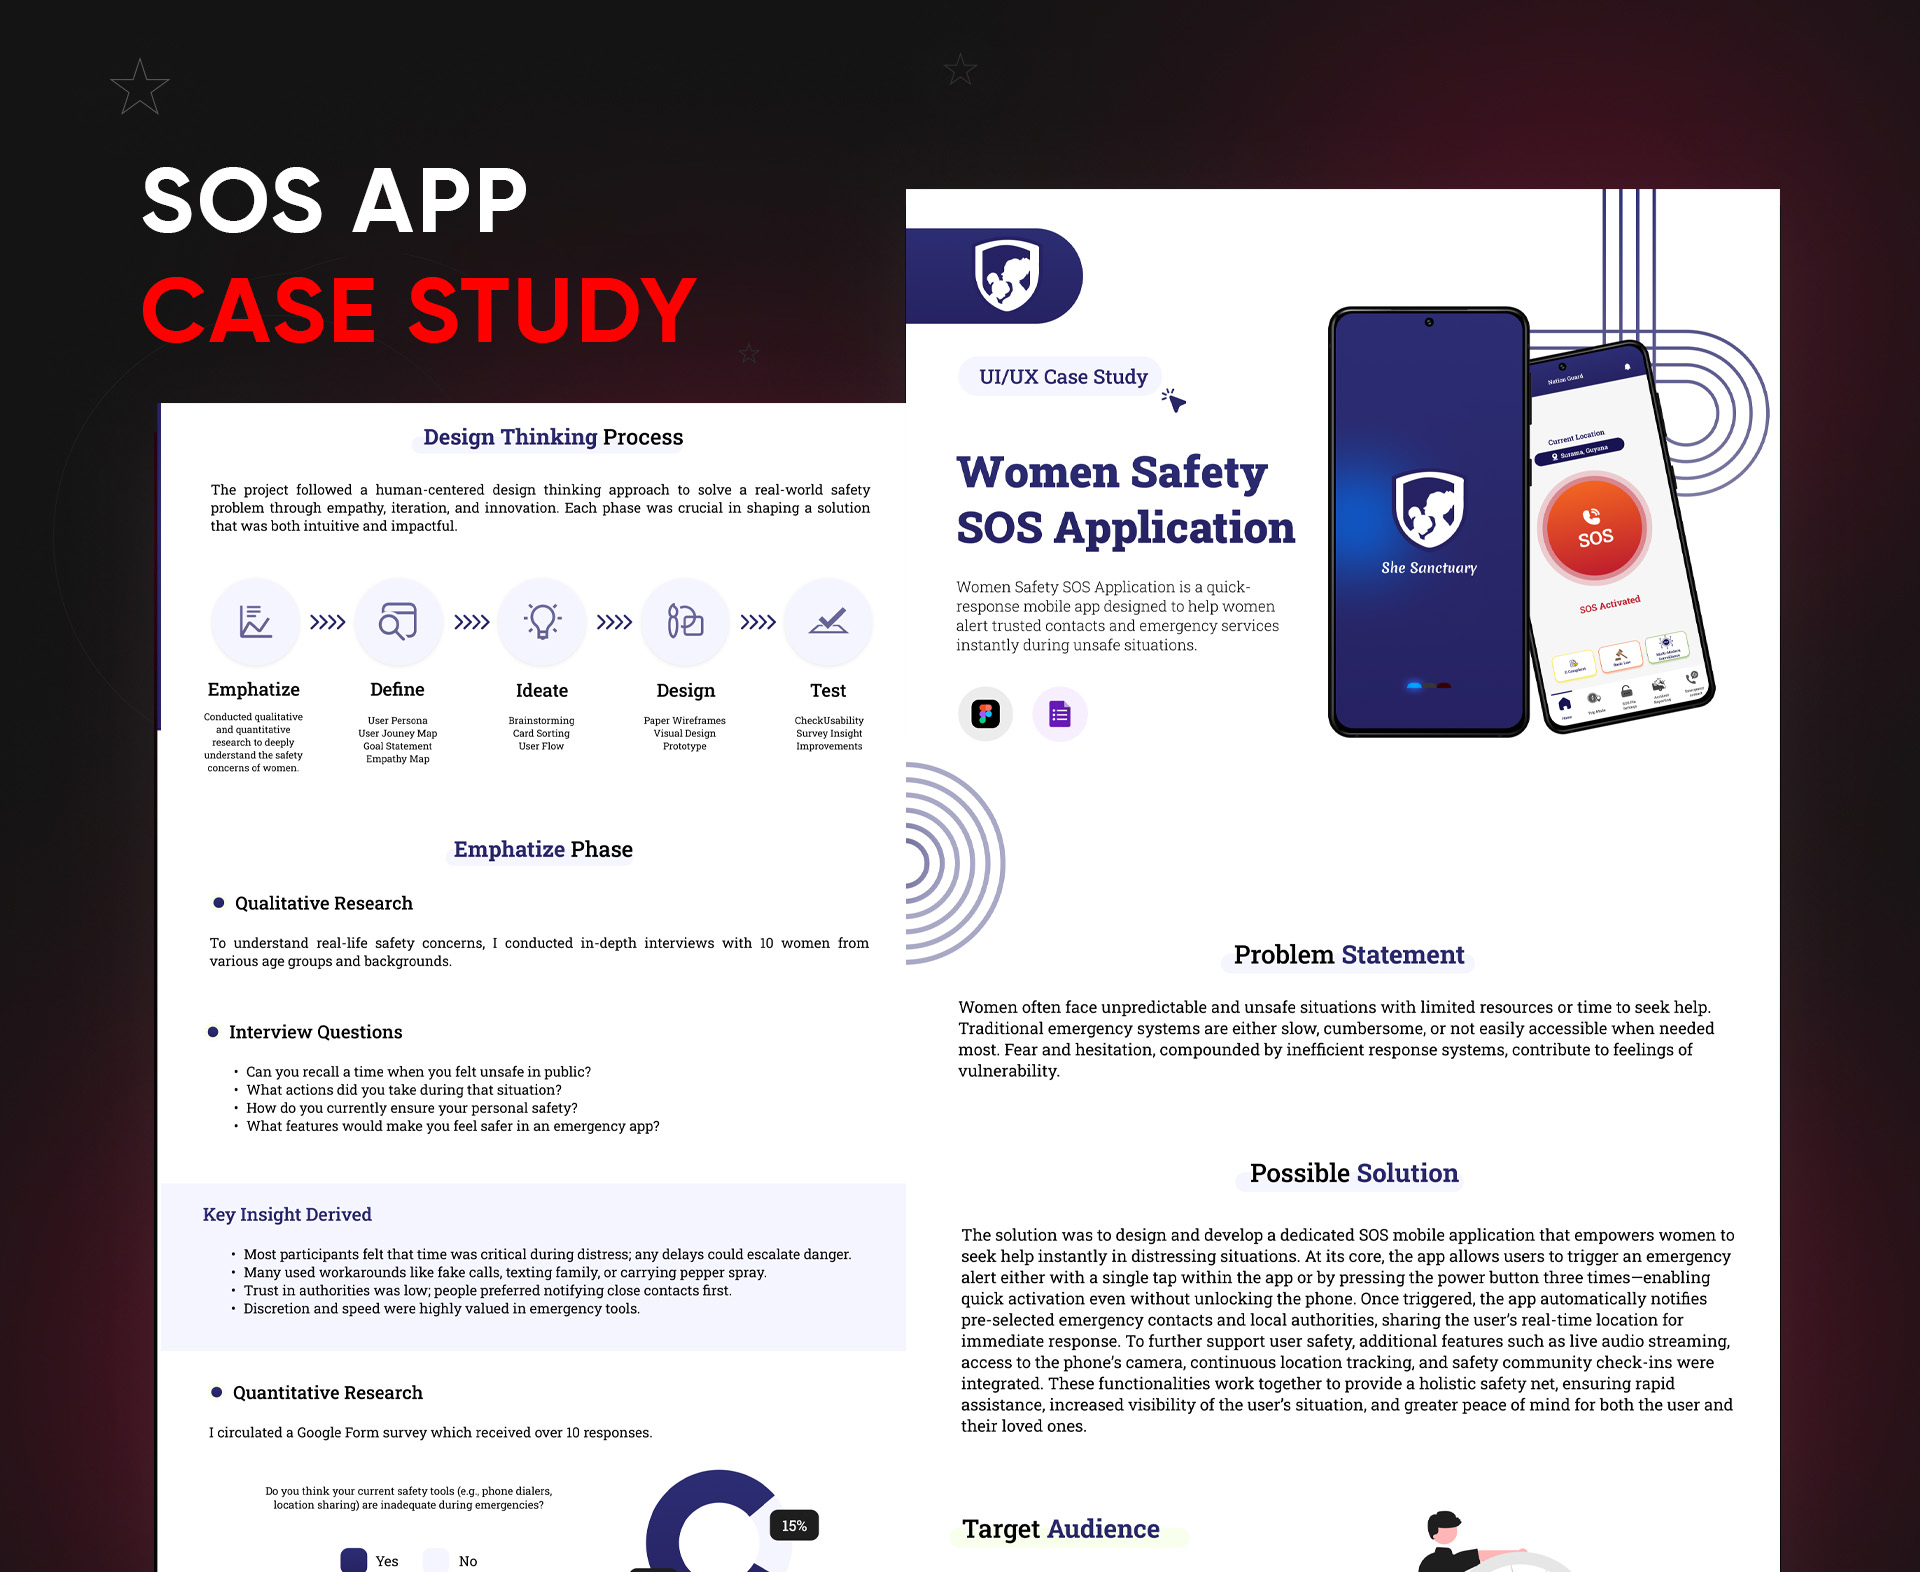 SOS APP
CASE STUDY
Design Thinking Process
The project followed a human-centered design thinking approach to solve a real-world safety
problem through empathy, iteration, and innovation. Each phase was crucial in shaping a solution
that was both intuitive and impactful.
Emphatize
Conducted qualitative
and quantitative
research to deeply
understand the safety
concerns of women.
Define
User Persona
User Jouney Map
Goal Statement
Empathy Map
Ideate
Brainstorming
Card Sorting
User Flow
Design
Paper Wireframes
Visual Design
Prototype
Test
CheckUsability
Survey Insight
Improvements
Emphatize Phase
Qualitative Research
To understand real-life safety concerns, I conducted in-depth interviews with 10 women from
various age groups and backgrounds.
Interview Questions
• Can you recall a time when you felt unsafe in public?
• What actions did you take during that situation?
• How do you currently ensure your personal safety?
• What features would make you feel safer in an emergency app?
Key Insight Derived
• Most participants felt that time was critical during distress; any delays could escalate danger.
• Many used workarounds like fake calls, texting family, or carrying pepper spray.
• Trust in authorities was low; people preferred notifying close contacts first.
• Discretion and speed were highly valued in emergency tools.
Quantitative Research
I circulated a Google Form survey which received over 10 responses.
Do you think your current safety tools (e.g., phone dialers,
location sharing) are inadequate during emergencies?
Yes
No
15%
UI/UX Case Study
Women Safety
SOS Application
Women Safety SOS Application is a quick-
response mobile app designed to help women
alert trusted contacts and emergency services
instantly during unsafe situations.
She Sanctuary
Nation Guard
Current Location
Surama, Guyana
SOS
SOS Activated
Home
Problem Statement
Women often face unpredictable and unsafe situations with limited resources or time to seek help.
Traditional emergency systems are either slow, cumbersome, or not easily accessible when needed
most. Fear and hesitation, compounded by inefficient response systems, contribute to feelings of
vulnerability.
Possible Solution
The solution was to design and develop a dedicated SOS mobile application that empowers women to
seek help instantly in distressing situations. At its core, the app allows users to trigger an emergency
alert either with a single tap within the app or by pressing the power button three times—enabling
quick activation even without unlocking the phone. Once triggered, the app automatically notifies
pre-selected emergency contacts and local authorities, sharing the user's real-time location for
immediate response. To further support user safety, additional features such as live audio streaming,
access to the phone's camera, continuous location tracking, and safety community check-ins were
integrated. These functionalities work together to provide a holistic safety net, ensuring rapid
assistance, increased visibility of the user's situation, and greater peace of mind for both the user and
their loved ones.
Target Audience